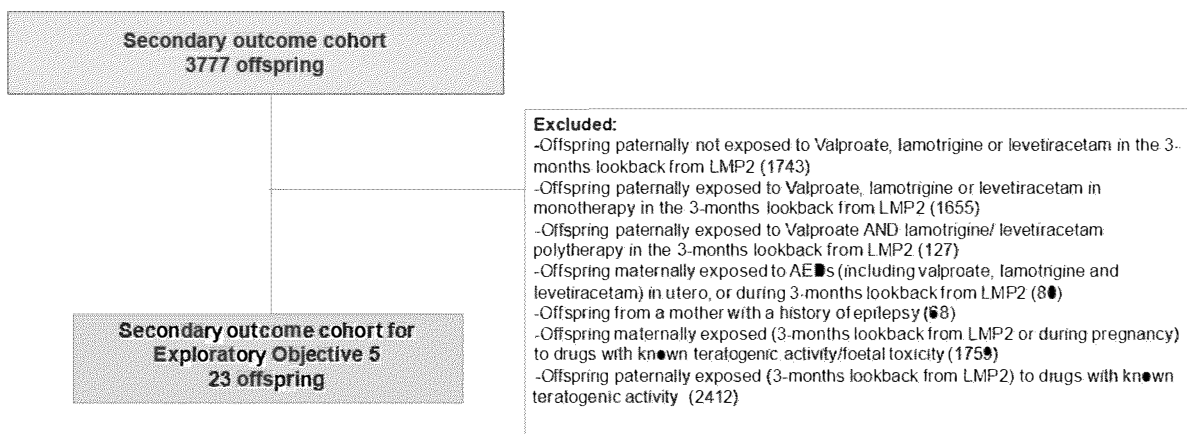 Secondary outcome cohort
3777 offspring
Excluded:
-Offspring paternally not exposed to Valproate, lamotrigine or levetiracetam in the 3-
months lookback from LMP2 (1743)
-Offspring paternally exposed to Valproate, lamotrigine or levetiracetam in
monotherapy in the 3-months lookback from LMP2 (1655)
-Offspring paternally exposed to Valproate AND lamotrigine/ levetiracetam
polytherapy in the 3-months lookback from LMP2 (127)
-Offspring maternally exposed to AEDs (including valproate, lamotrigine and
levetiracetam) in utero, or during 3-months lookback from LMP2
-Offspring from a mother with a history of epilepsy
-Offspring maternally exposed (3-months lookback from LMP2 or during pregnancy)
to drugs with known teratogenic activity/foetal toxicity
-Offspring paternally exposed (3-months lookback from LMP2) to drugs with known
teratogenic activity (2412)
Secondary outcome cohort for
Exploratory Objective 5
23 offspring